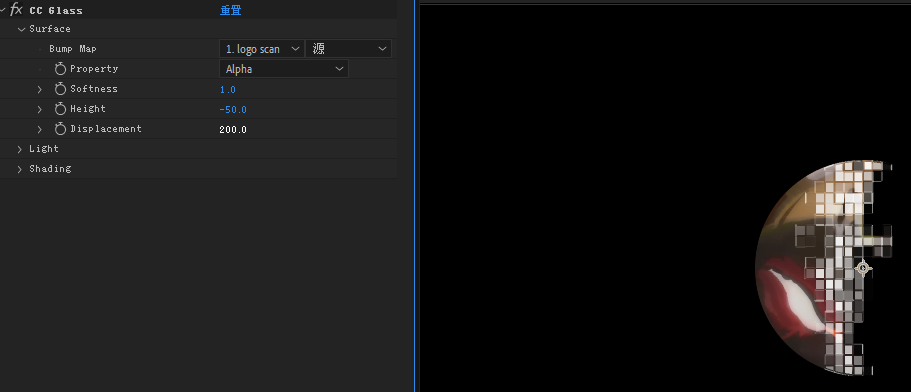 fx CC Glass 重置
Surface
Bump Map 1. logo scan 源
Property Alpha
Softness 1.0
Height -50.0
Displacement 200.0
Light
Shading